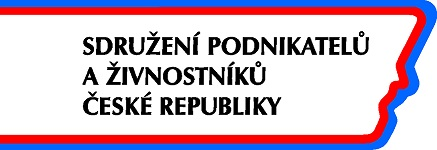 SDRUŽENÍ PODNIKATELŮ
A ŽIVNOSTNÍKŮ
ČESKÉ REPUBLIKY